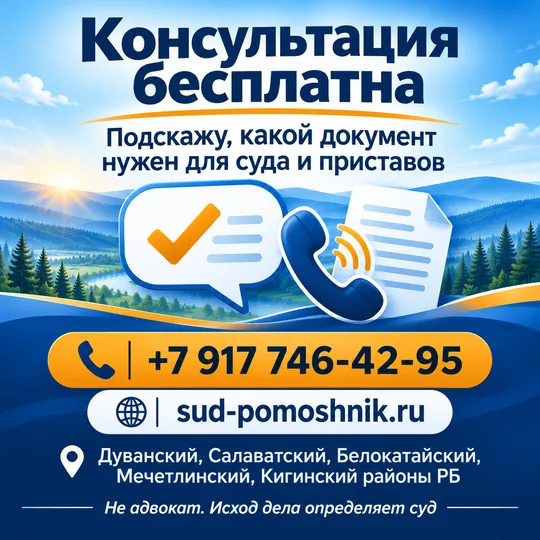 Консультация
бесплатна
Подскажу, какой документ
нужен для суда и приставов
+7 917 746-42-95
sud-pomoshnik.ru
Дуванский, Салаватский, Белокатайский,
Мечетлинский, Кигинский районы РБ
Не адвокат. Исход дела определяет суд